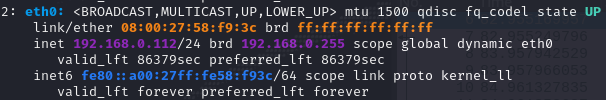 2: eth0: <BROADCAST,MULTICAST,UP,LOWER_UP> mtu 1500 qdisc fq_codel state UP
link/ether 08:00:27:58:f9:3c brd ff:ff:ff:ff:ff:ff
inet 192.168.0.112/24 brd 192.168.0.255 scope global dynamic eth0
valid_lft 86379sec preferred_lft 86379sec
inet6 fe80::a00:27ff:fe58:f93c/64 scope link proto kernel_ll
valid_lft forever preferred_lft forever